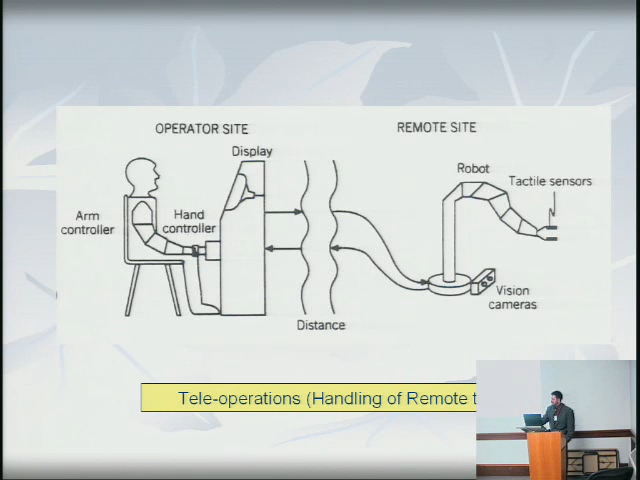 OPERATOR SITE
REMOTE SITE
Display
Robot
Tactile sensors
Arm
controller
Hand
controller
Vision
cameras
Distance
Tele-operations (Handling of Remote t